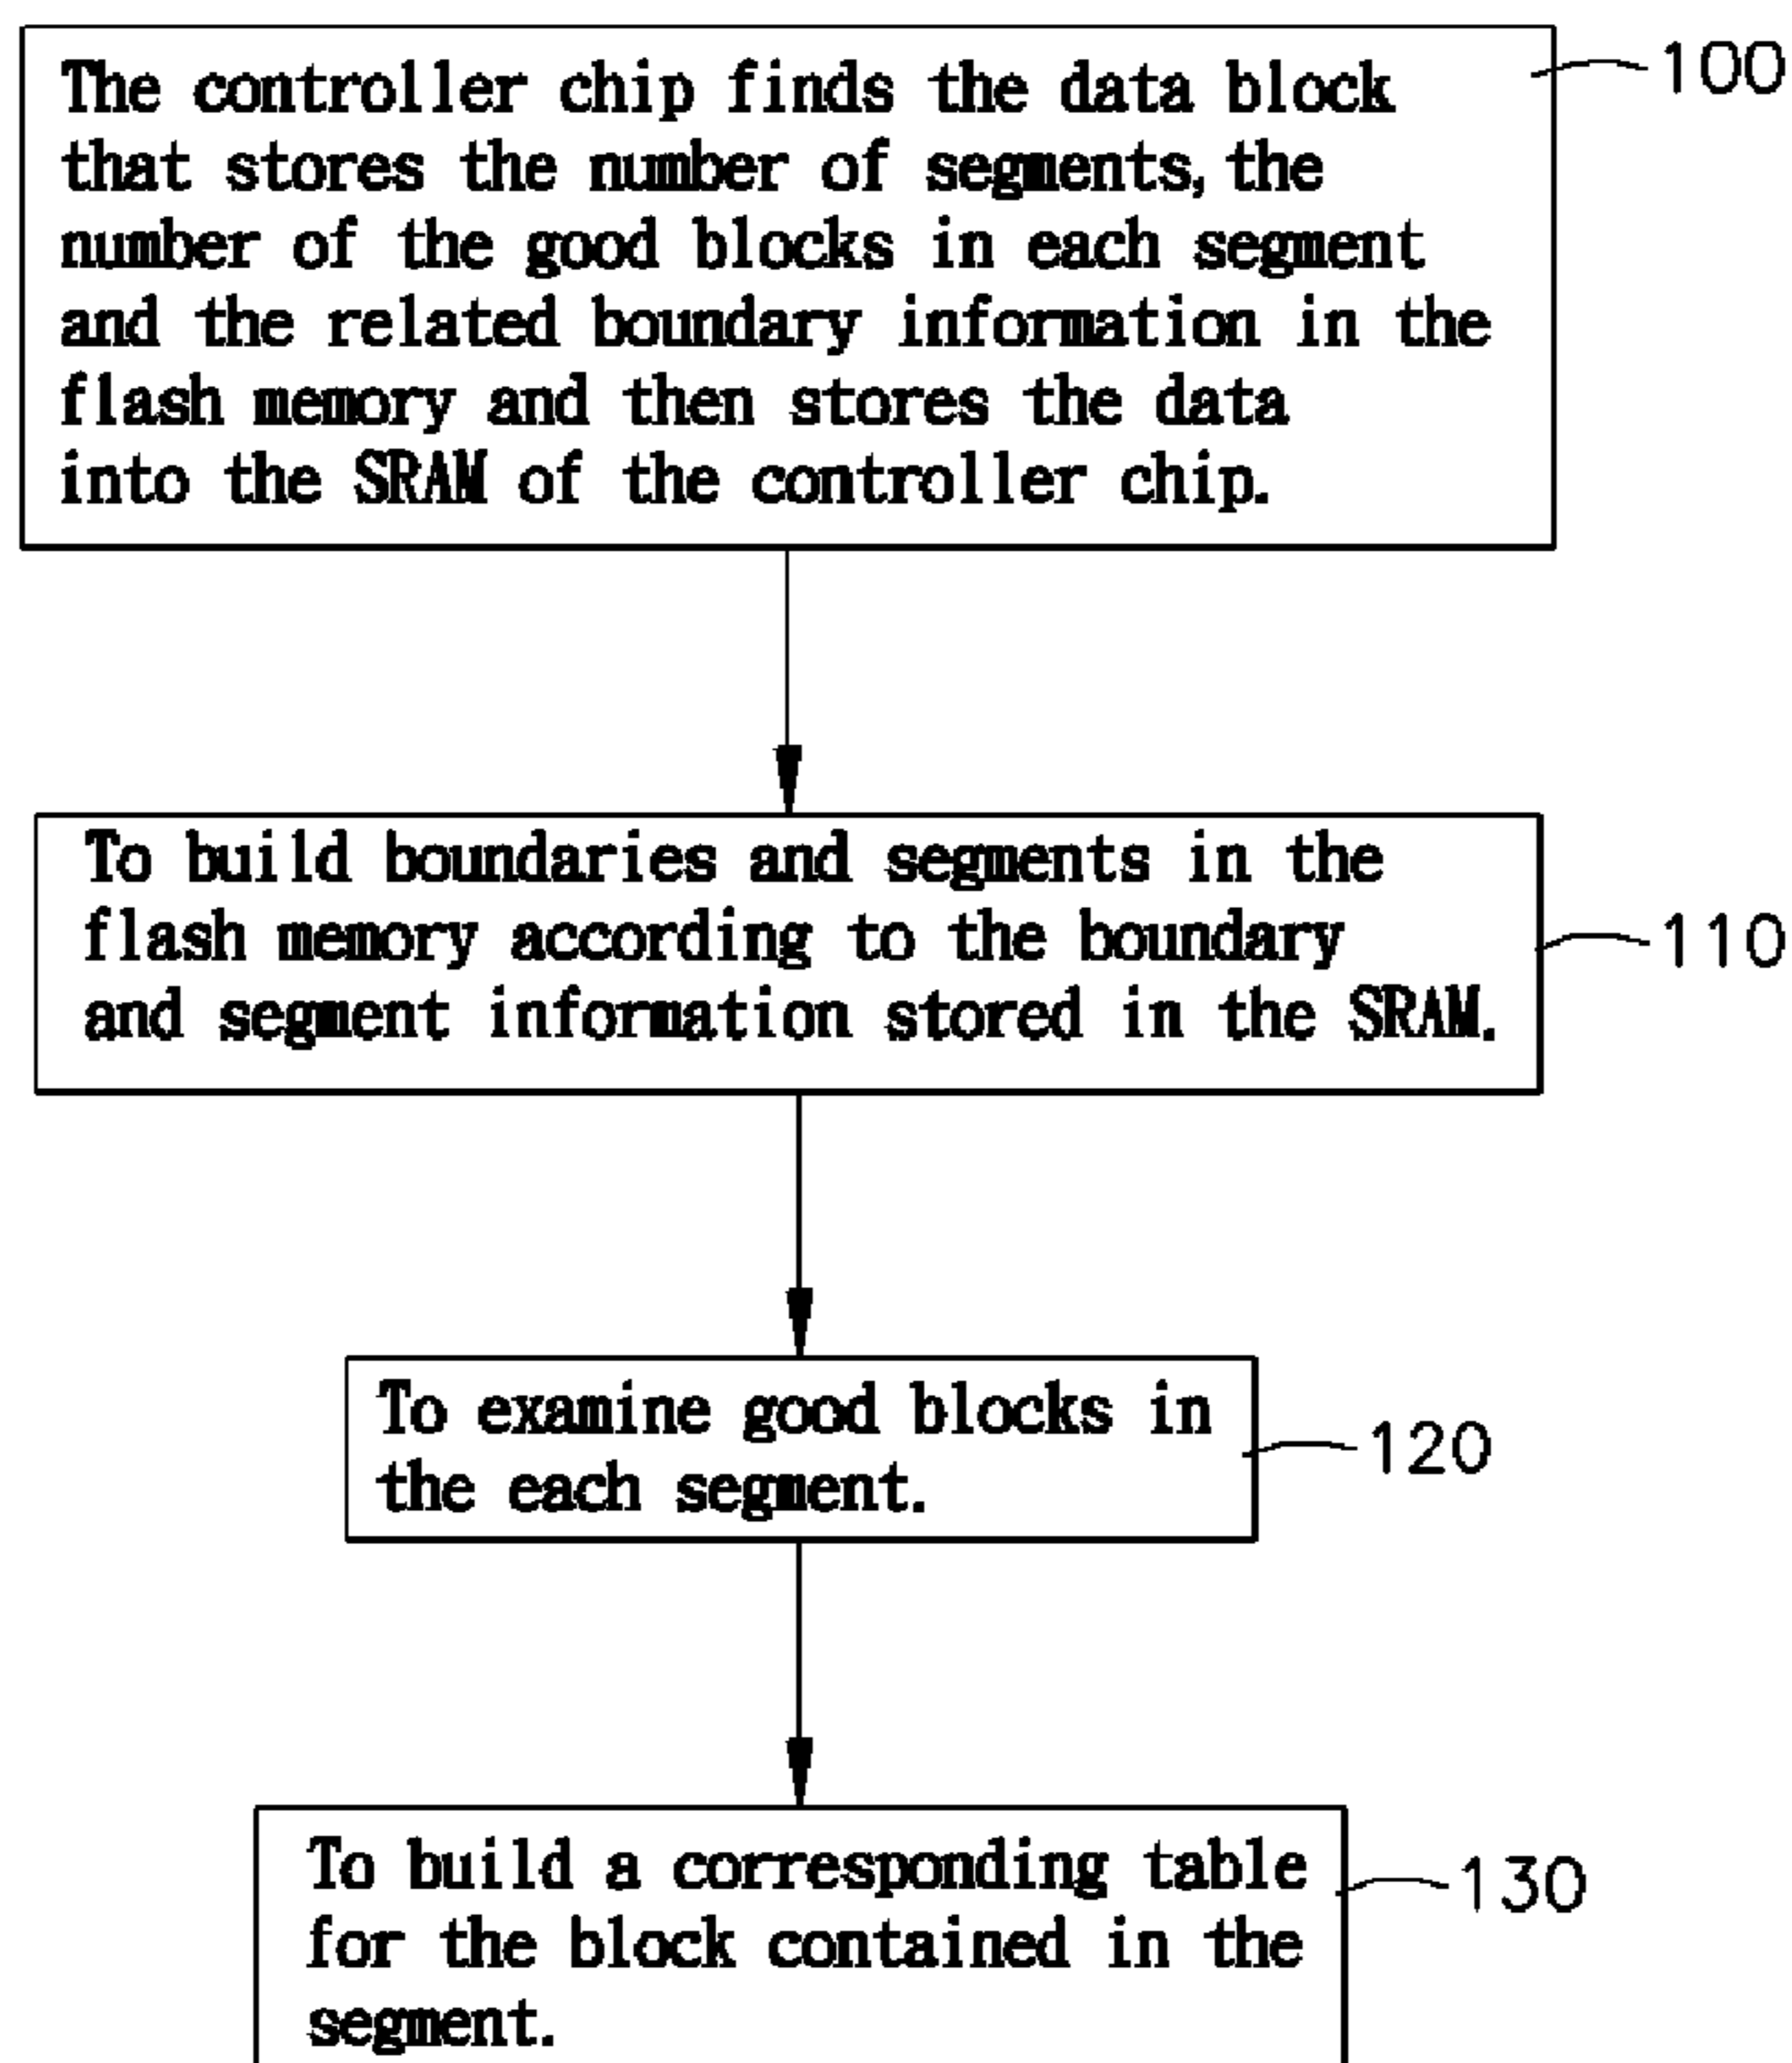 The controller chip finds the data block
that stores the number of segments, the
number of the good blocks in each segment
and the related boundary information in the
flash memory and then stores the data
into the SRAM of the controller chip.
100
To build boundaries and segments in the
flash memory according to the boundary
and segment information stored in the SRAM.
110
To examine good blocks in
the each segment.
120
To build a corresponding table
for the block contained in the
segment.
130